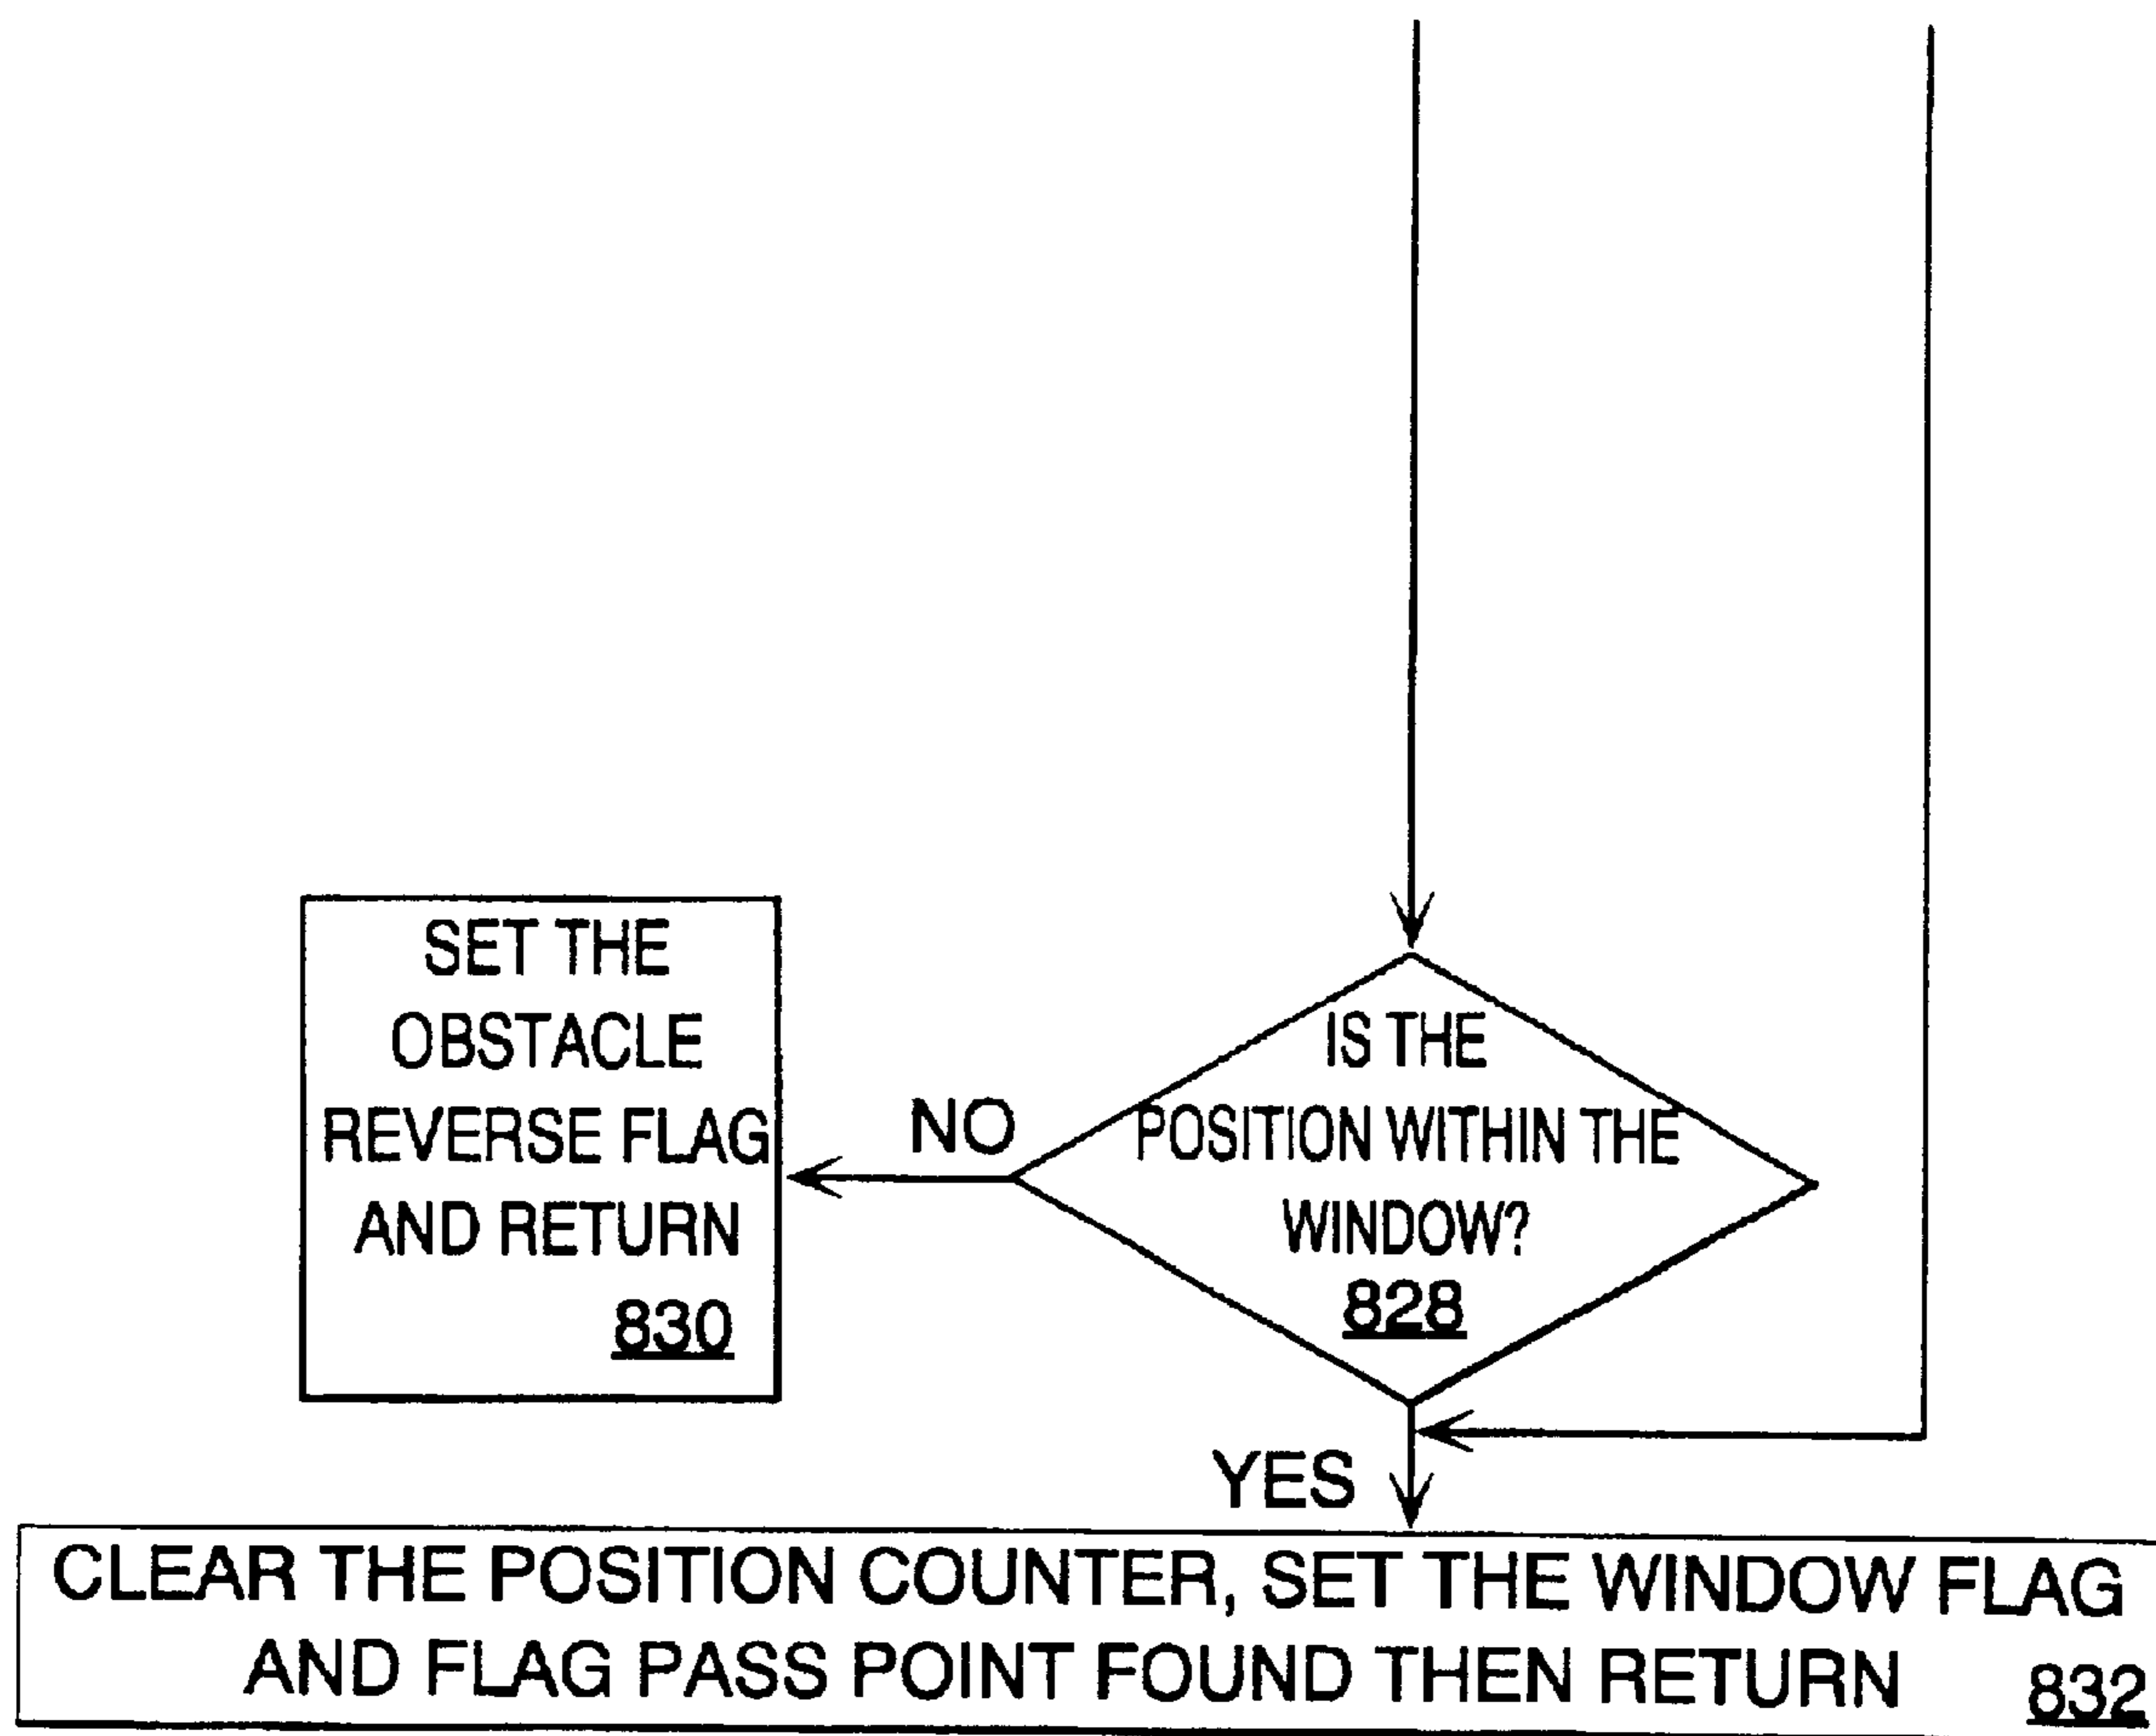 SET THE
OBSTACLE
REVERSE FLAG
AND RETURN
830
NO
IS THE
POSITION WITHIN THE
WINDOW?
828
YES
CLEAR THE POSITION COUNTER, SET THE WINDOW FLAG
AND FLAG PASS POINT FOUND THEN RETURN 832